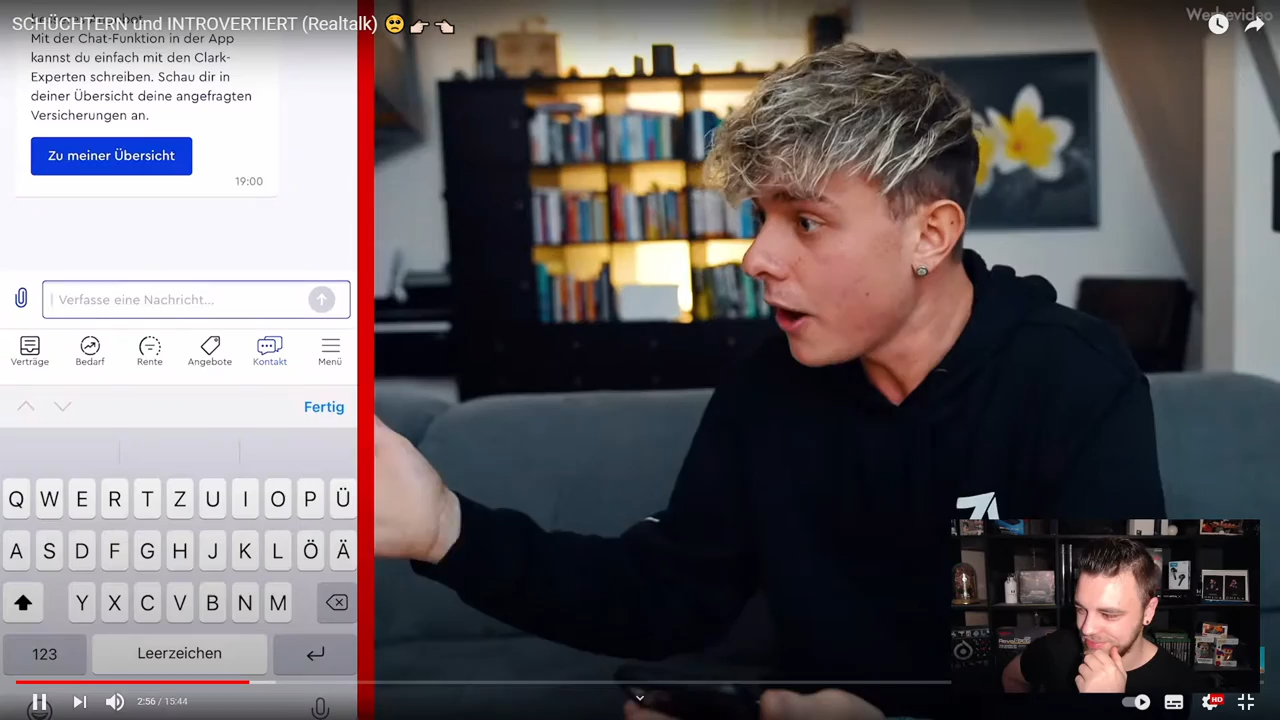 SCHÜCHTERN und INTROVERTIERT (Realtalk) 🥺 👉🏻 👈🏻
Werbevideo
Mit der Chat-Funktion in der App
kannst du einfach mit den Clark-
Experten schreiben. Schau dir in
deiner Übersicht deine angefragten
Versicherungen an.
Zu meiner Übersicht
19:00
Verfasse eine Nachricht...
Verträge
Bedarf
Rente
Angebote
Kontakt
Menü
Fertig
Q W E R T Z U I O P Ü
A S D F G H J K L Ö Ä
Y X C V B N M
123
Leerzeichen
2:56 / 15:44
HD